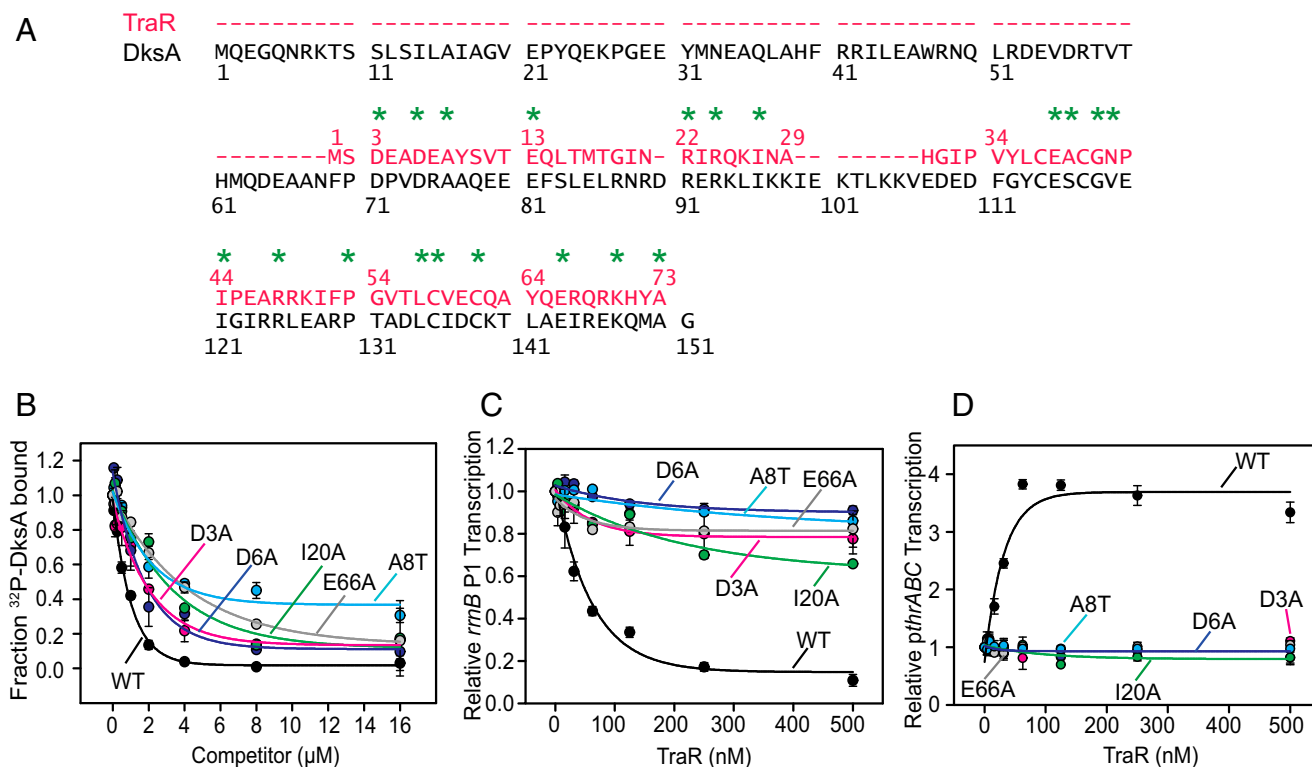 A
TraR ---------- ---------- ---------- ---------- ---------- ----------
DksA MQEGQNRKTS SLSILAIAGV EPYQEKPGEE YMNEAQLAHF RRILEAWRNQ LRDEVDRTVT
1 11 21 31 41 51
* * * * * * * * * * *
1 3 13 22 29 34
--------MS DEADEAYSVT EQLTMTGIN- RIRQKINA-- ------HGIP VYLCEACGNP
HMQDEAANFP DPVDRAAQEE EFSLELRNRD RERKLIKKIE KTLKKVEDED FGYCESCGVE
61 71 81 91 101 111
* * * * * * * * *
44 54 64 73
IPEARRKIFP GVTLCVECQA YQERQRKHYA
IGIRRLEARP TADLCIDCKT LAEIREKQMA G
121 131 141 151
B
Fraction 32P-DksA bound
1.2
1.0
0.8
0.6
0.4
0.2
0.0
D3A
D6A
I20A
E66A
A8T
WT
0 2 4 6 8 10 12 14 16
Competitor (µM)
C
Relative rrnB P1 Transcription
1.2
1.0
0.8
0.6
0.4
0.2
0.0
D6A
A8T
E66A
D3A
I20A
WT
0 100 200 300 400 500
TraR (nM)
D
Relative pthrABC Transcription
4
3
2
1
0
WT
A8T
D6A
D3A
E66A
I20A
0 100 200 300 400 500
TraR (nM)